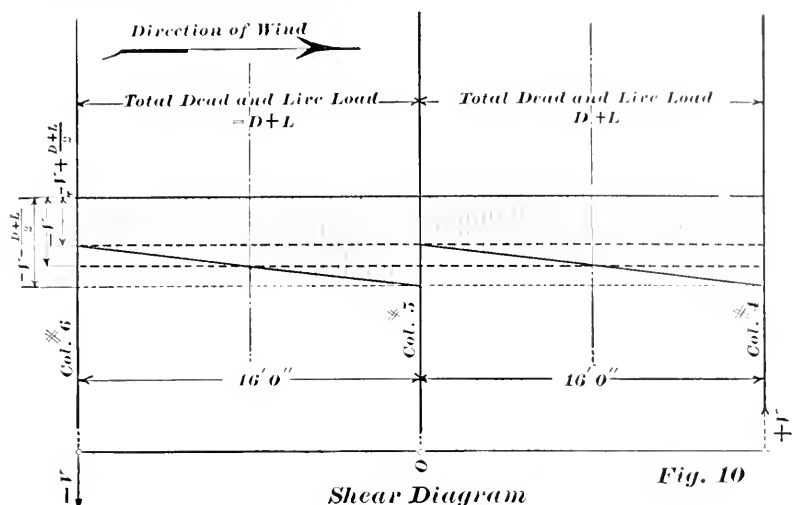 Direction of Wind
Total Dead and Live Load
=D+L
Total Dead and Live Load
D+L
-V+ D+L/2
-V-
-V- D+L/2
Col. #6
Col. #5
Col. #4
16'0"
16'0"
-V
0
+V
Fig. 10
Shear Diagram